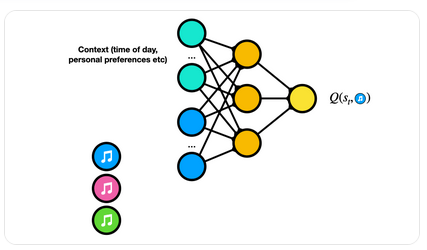 Context (time of day,
personal preferences etc)
...
...
Q(s_t, )